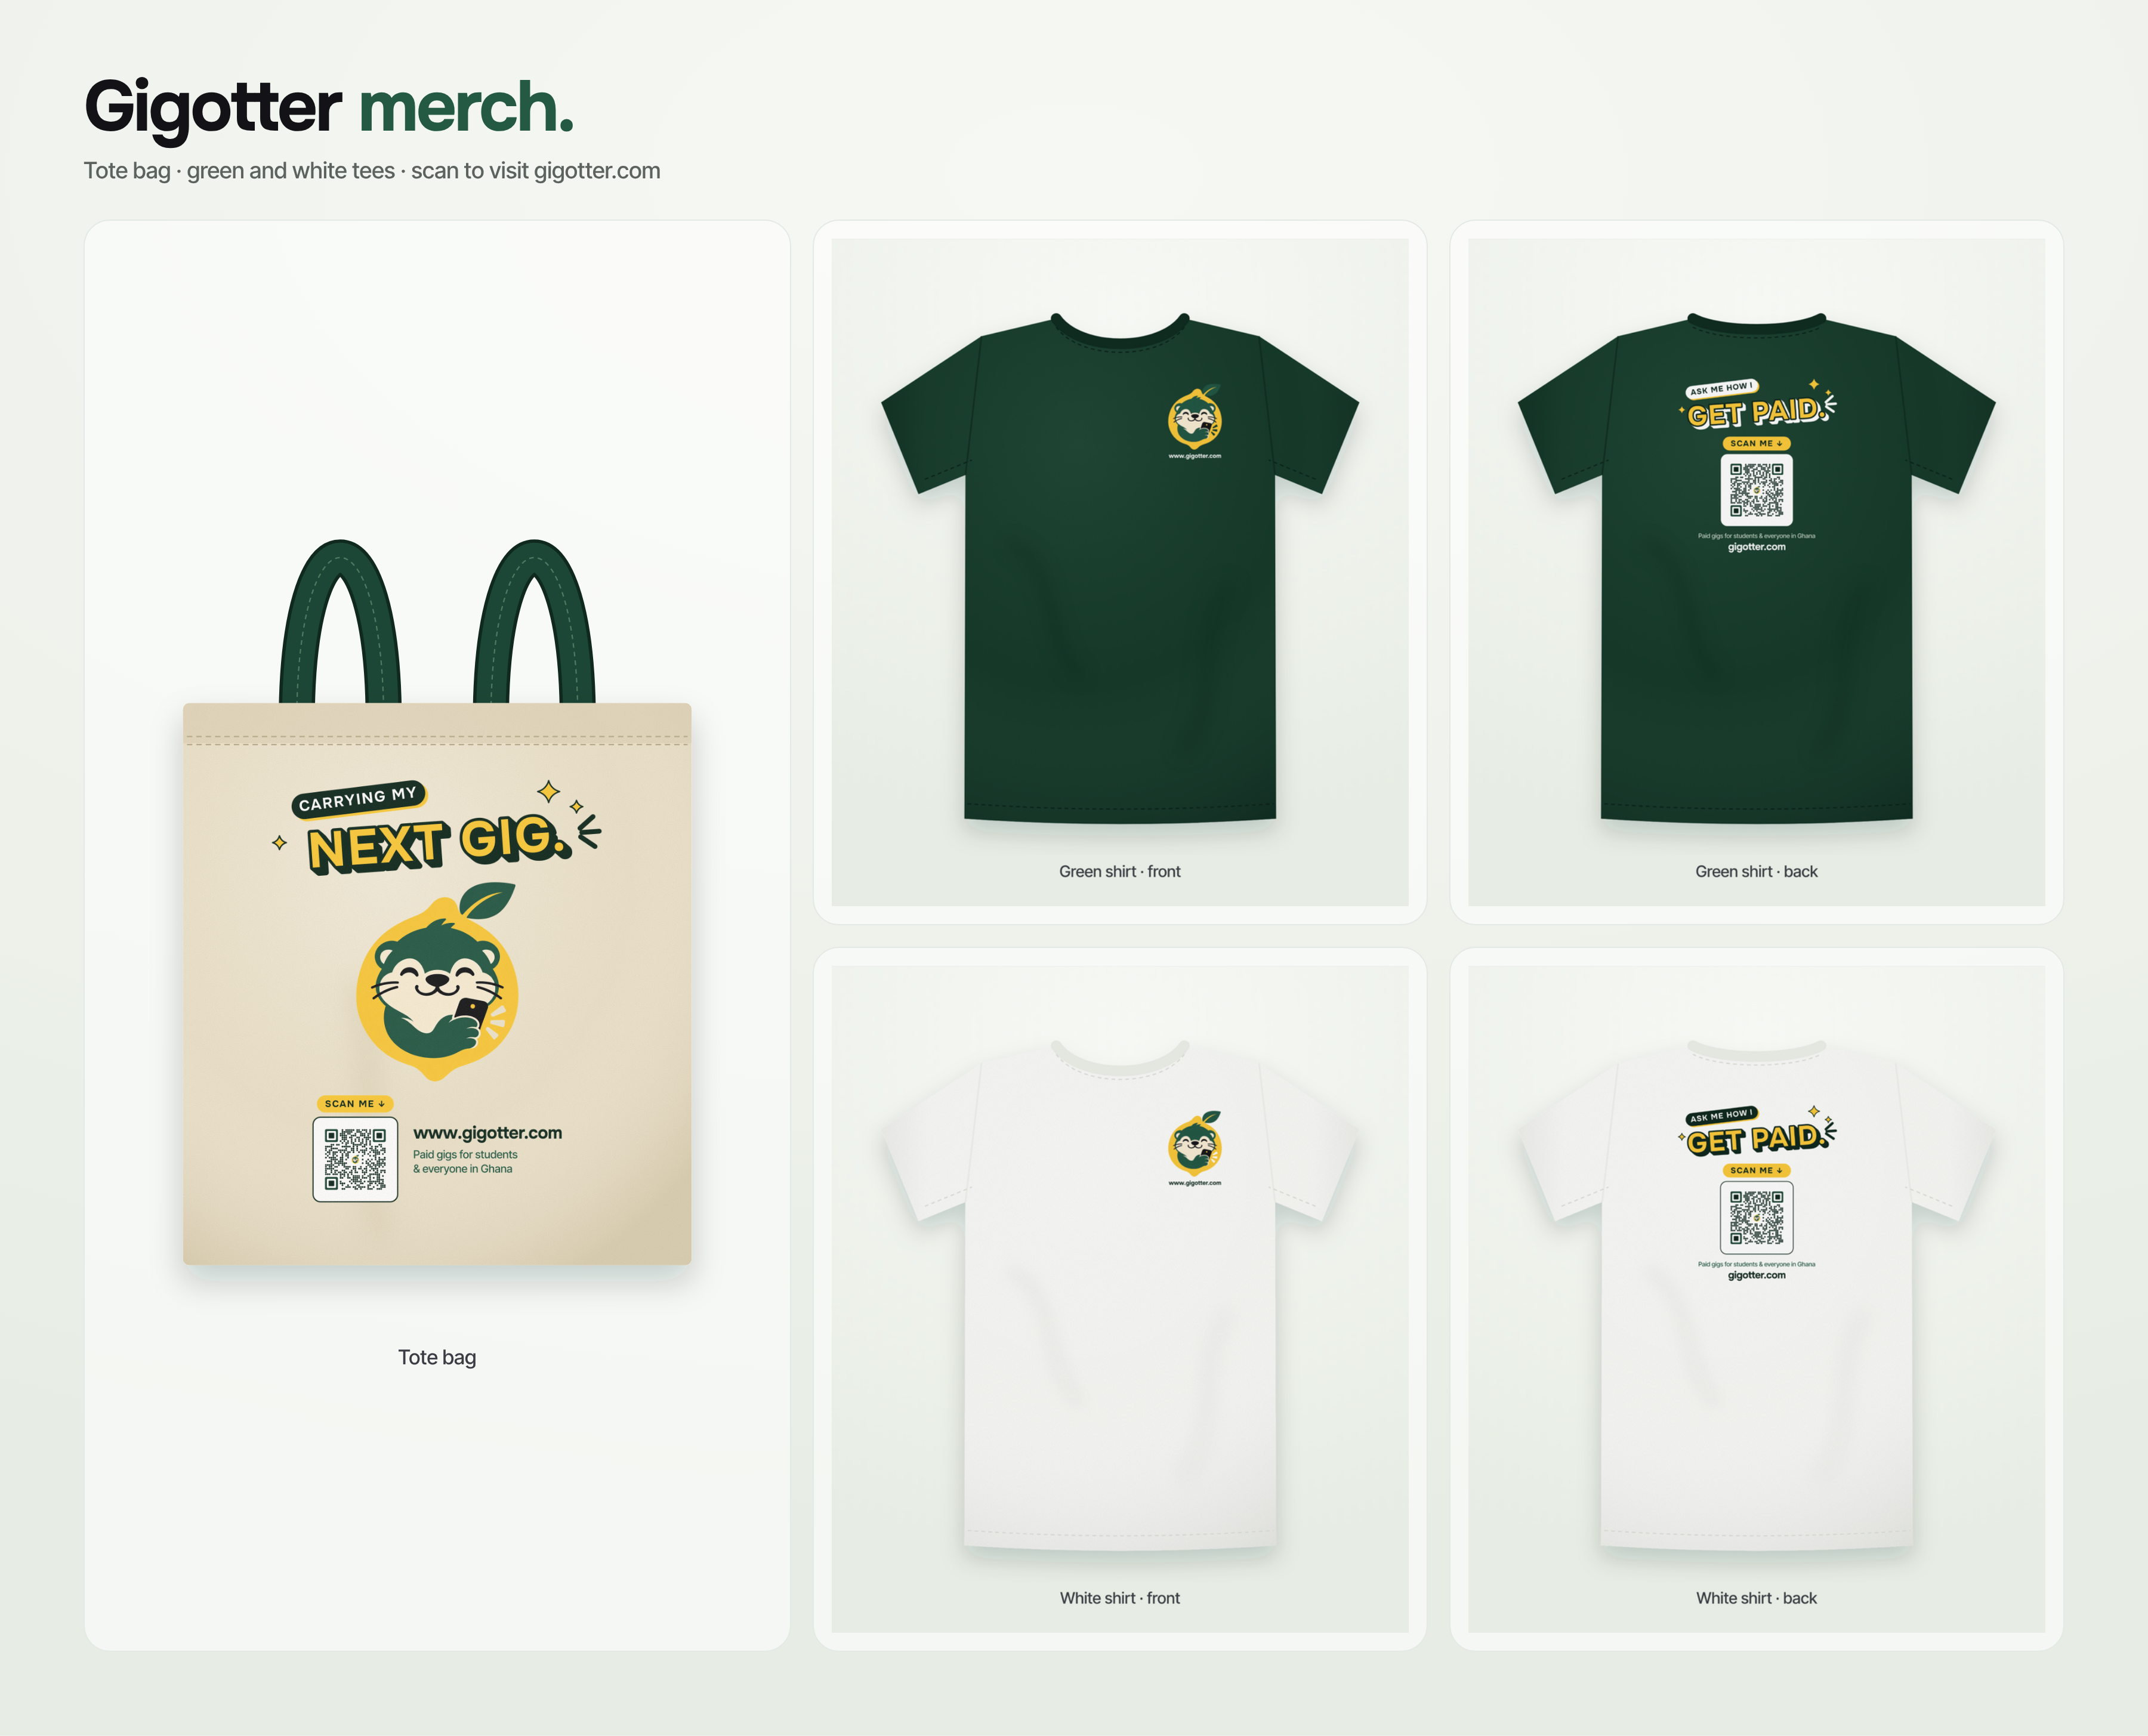 Gigotter merch.
Tote bag · green and white tees · scan to visit gigotter.com
CARRYING MY
NEXT GIG.
SCAN ME ↓
www.gigotter.com
Paid gigs for students
& everyone in Ghana
Tote bag
www.gigotter.com
Green shirt · front
ASK ME HOW I
GET PAID.
SCAN ME ↓
Paid gigs for students & everyone in Ghana
gigotter.com
Green shirt · back
www.gigotter.com
White shirt · front
ASK ME HOW I
GET PAID.
SCAN ME ↓
Paid gigs for students & everyone in Ghana
gigotter.com
White shirt · back